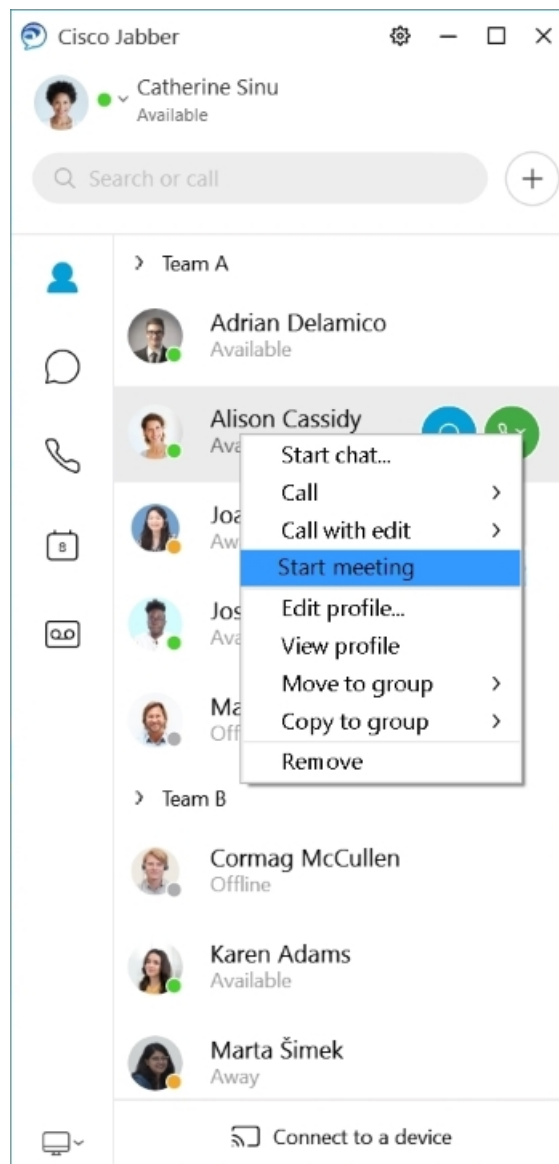 Cisco Jabber
Catherine Sinu
Available
Search or call
Team A
Adrian Delamico
Available
Alison Cassidy
Start chat...
Call
Call with edit
Start meeting
Edit profile...
View profile
Move to group
Copy to group
Remove
8
Team B
Cormag McCullen
Offline
Karen Adams
Available
Marta Šimek
Away
Connect to a device